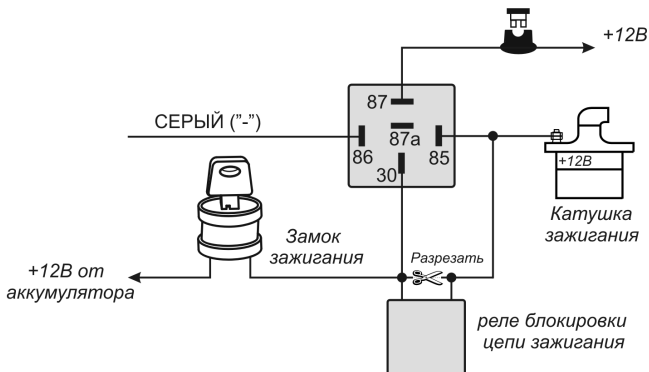 +12В
87
СЕРЫЙ ("-")
87а
86
85
30
+12В
Катушка
зажигания
Замок
зажигания
Разрезать
+12В от
аккумулятора
реле блокировки
цепи зажигания